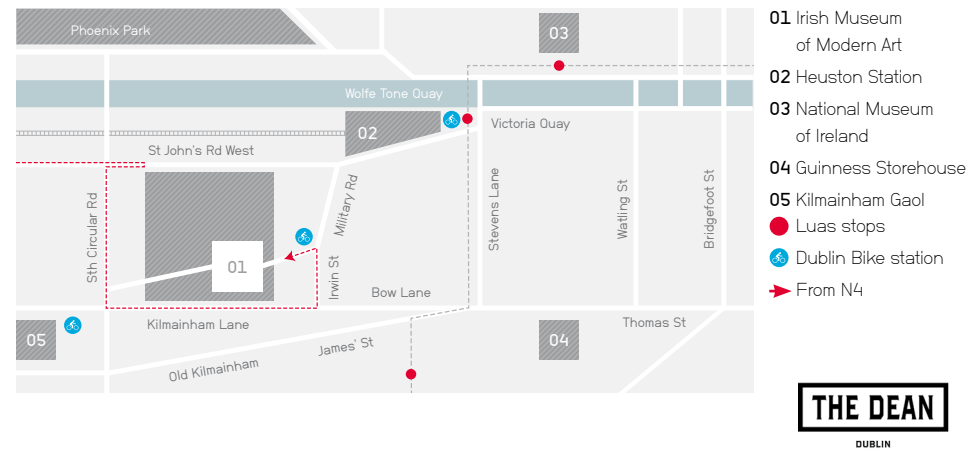 Phoenix Park
03
Wolfe Tone Quay
02
Victoria Quay
St John's Rd West
Sth Circular Rd
Military Rd
Stevens Lane
Watling St
Bridgefoot St
01
Irwin St
Bow Lane
05
Kilmainham Lane
Old Kilmainham
James' St
04
Thomas St
01 Irish Museum
of Modern Art
02 Heuston Station
03 National Museum
of Ireland
04 Guinness Storehouse
05 Kilmainham Gaol
Luas stops
Dublin Bike station
From N4
THE DEAN
DUBLIN